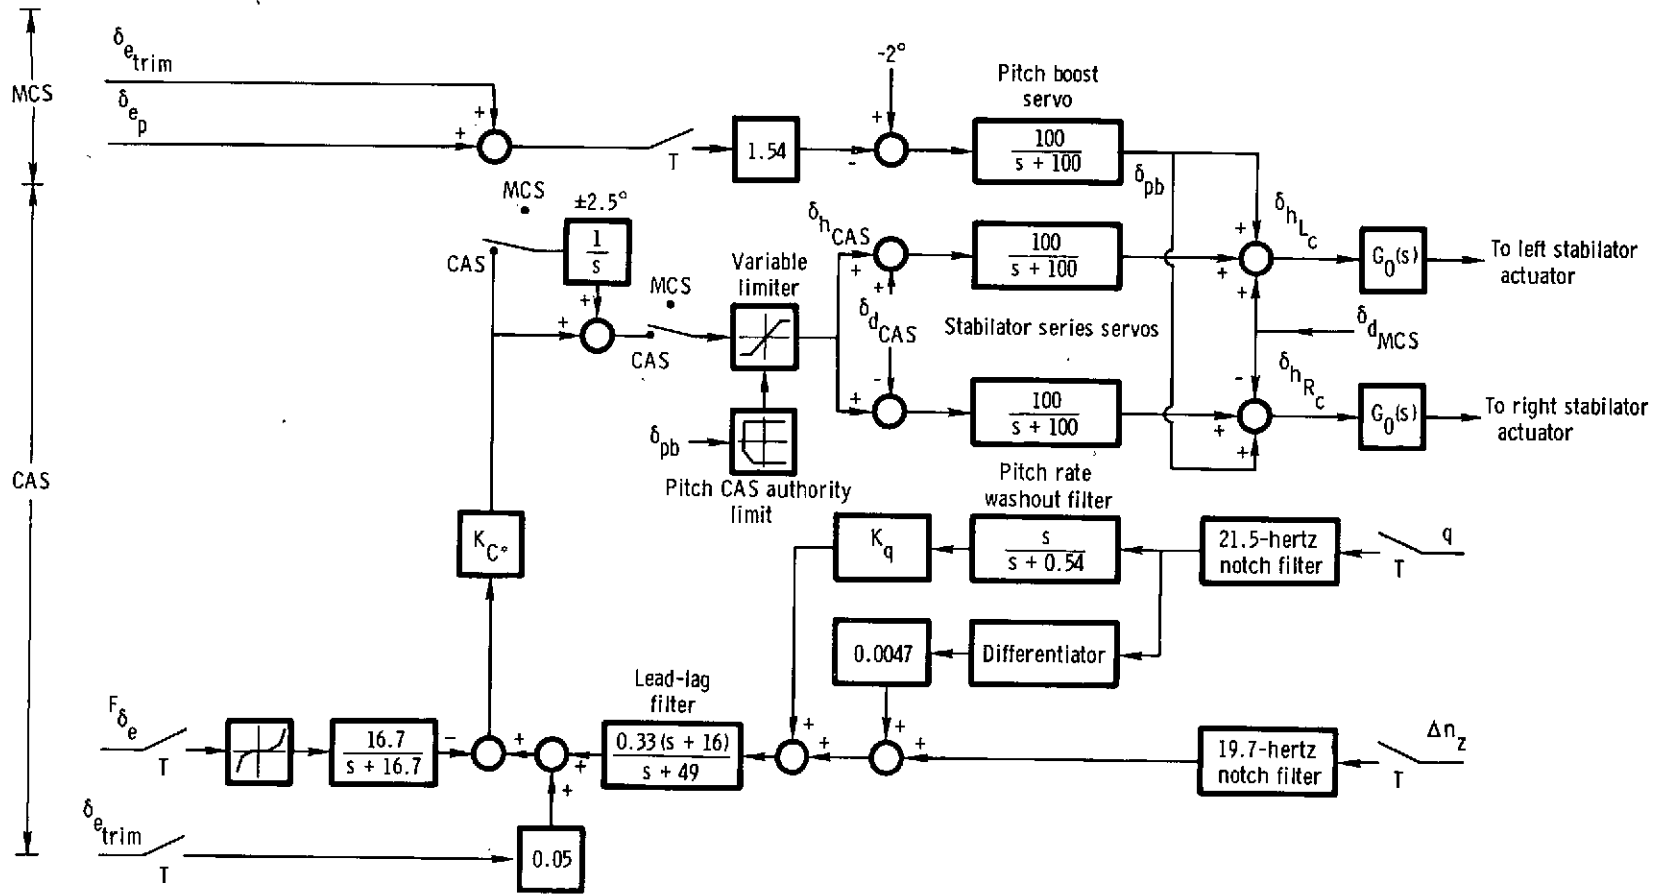 MCS
CAS
δe trim
δe p
+
+
T
1.54
-2°
+
-
Pitch boost
servo
100
s + 100
δpb
MCS
CAS
±2.5°
1
s
+
+
MCS
CAS
Variable
limiter
δpb
Pitch CAS authority
limit
δh CAS
+
+
δd CAS
-
+
100
s + 100
Stabilator series servos
100
s + 100
+
+
+
δh L c
G0(s)
To left stabilator
actuator
δd MCS
-
+
+
δh R c
G0(s)
To right stabilator
actuator
KC*
Kq
Pitch rate
washout filter
s
s + 0.54
21.5-hertz
notch filter
T
q
0.0047
Differentiator
Fδe
T
16.7
s + 16.7
-
+
+
+
Lead-lag
filter
0.33 (s + 16)
s + 49
+
+
+
+
19.7-hertz
notch filter
T
Δnz
δe trim
T
0.05